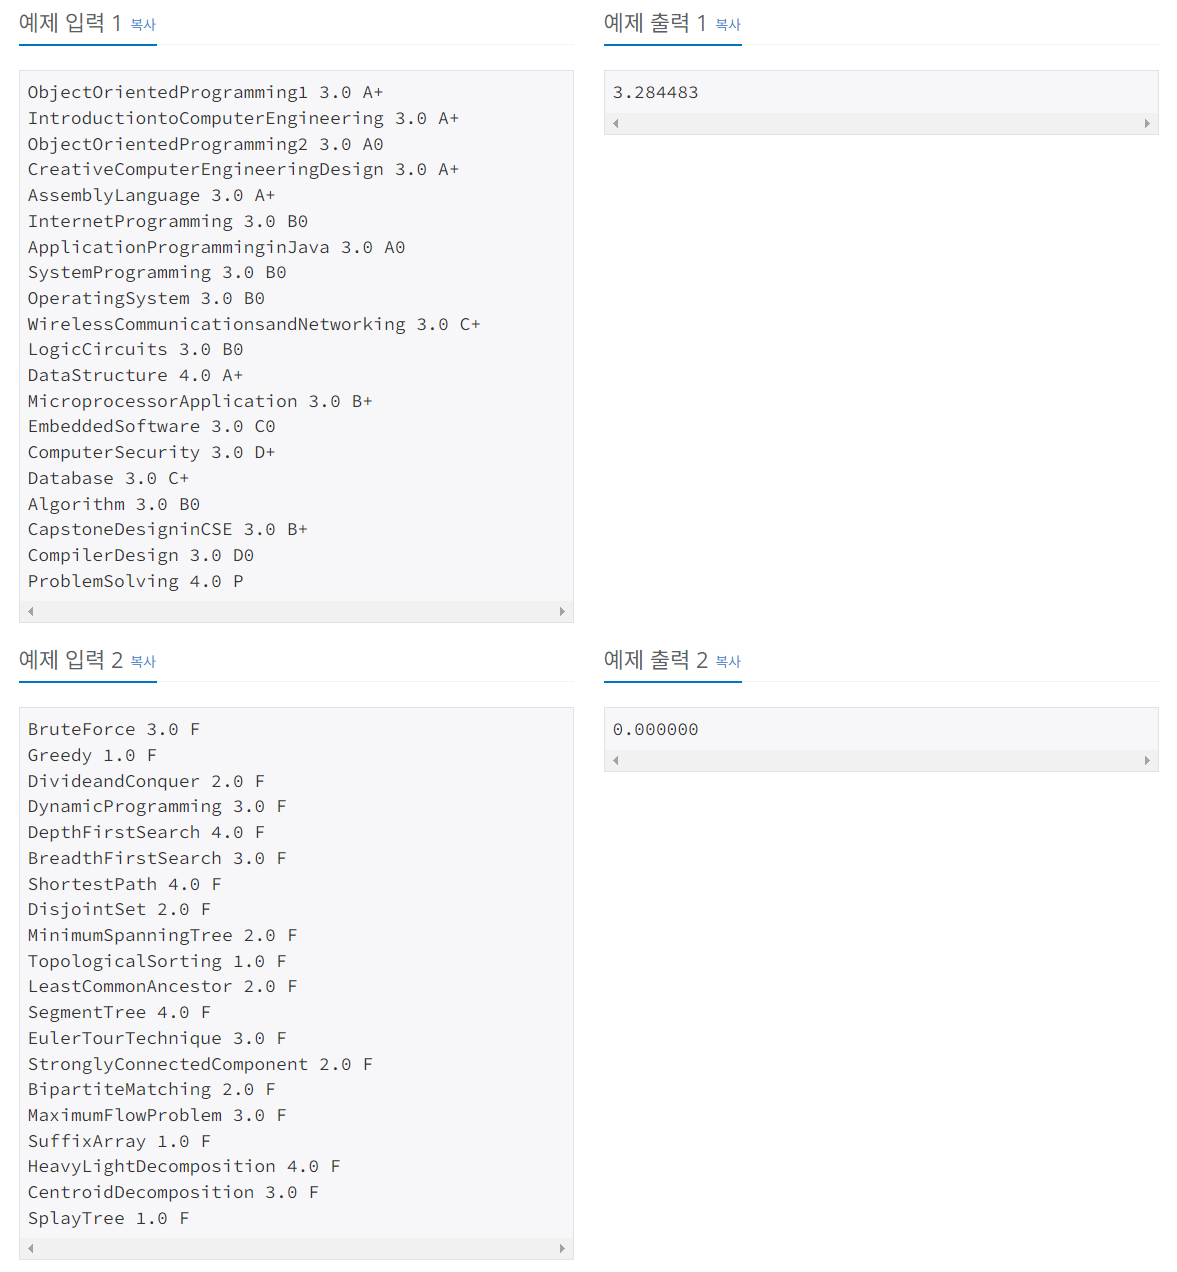 예제 입력 1 복사
ObjectOrientedProgramming1 3.0 A+
IntroductiontoComputerEngineering 3.0 A+
ObjectOrientedProgramming2 3.0 A0
CreativeComputerEngineeringDesign 3.0 A+
AssemblyLanguage 3.0 A+
InternetProgramming 3.0 B0
ApplicationProgramminginJava 3.0 A0
SystemProgramming 3.0 B0
OperatingSystem 3.0 B0
WirelessCommunicationsandNetworking 3.0 C+
LogicCircuits 3.0 B0
DataStructure 4.0 A+
MicroprocessorApplication 3.0 B+
EmbeddedSoftware 3.0 C0
ComputerSecurity 3.0 D+
Database 3.0 C+
Algorithm 3.0 B0
CapstoneDesigninCSE 3.0 B+
CompilerDesign 3.0 D0
ProblemSolving 4.0 P
예제 출력 1 복사
3.284483
예제 입력 2 복사
BruteForce 3.0 F
Greedy 1.0 F
DivideandConquer 2.0 F
DynamicProgramming 3.0 F
DepthFirstSearch 4.0 F
BreadthFirstSearch 3.0 F
ShortestPath 4.0 F
DisjointSet 2.0 F
MinimumSpanningTree 2.0 F
TopologicalSorting 1.0 F
LeastCommonAncestor 2.0 F
SegmentTree 4.0 F
EulerTourTechnique 3.0 F
StronglyConnectedComponent 2.0 F
BipartiteMatching 2.0 F
MaximumFlowProblem 3.0 F
SuffixArray 1.0 F
HeavyLightDecomposition 4.0 F
CentroidDecomposition 3.0 F
SplayTree 1.0 F
예제 출력 2 복사
0.000000